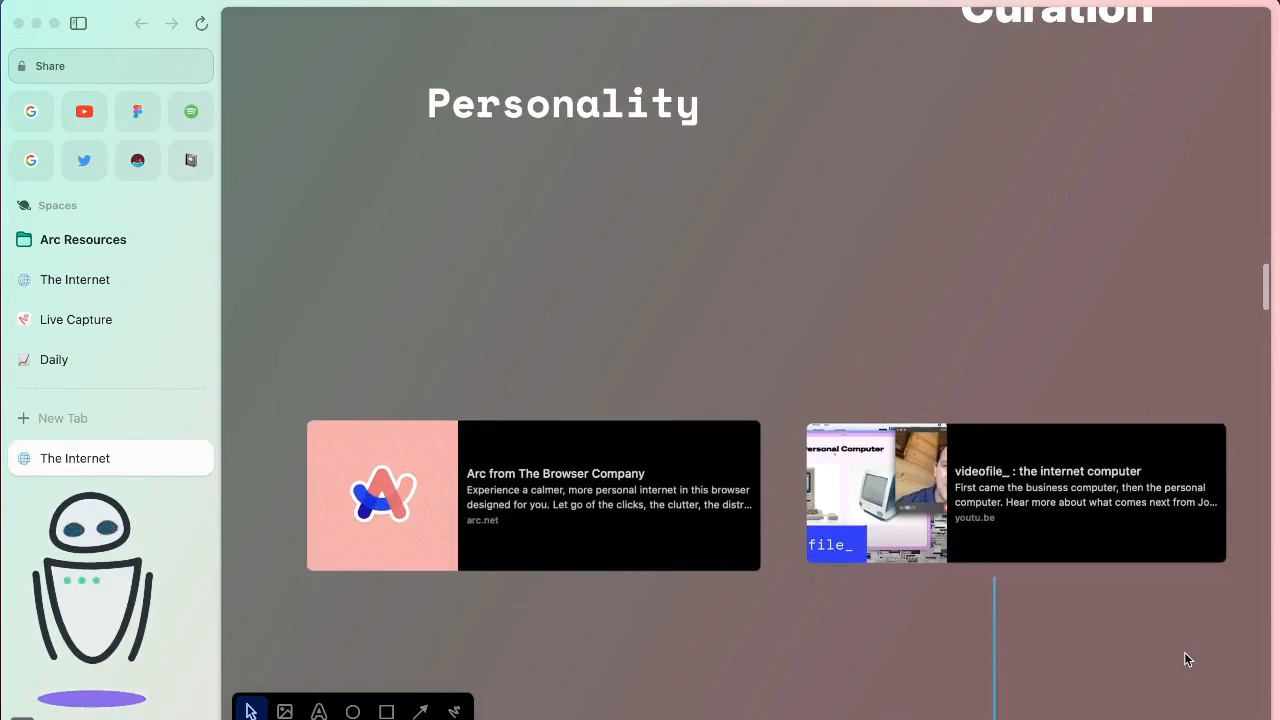 Curation
Share
Personality
Spaces
Arc Resources
The Internet
Live Capture
Daily
New Tab
The Internet
Arc from The Browser Company
Experience a calmer, more personal internet in this browser
designed for you. Let go of the clicks, the clutter, the distr...
arc.net
ersonal Computer
file_
videofile_ : the internet computer
First came the business computer, then the personal
computer. Hear more about what comes next from Jo...
youtu.be